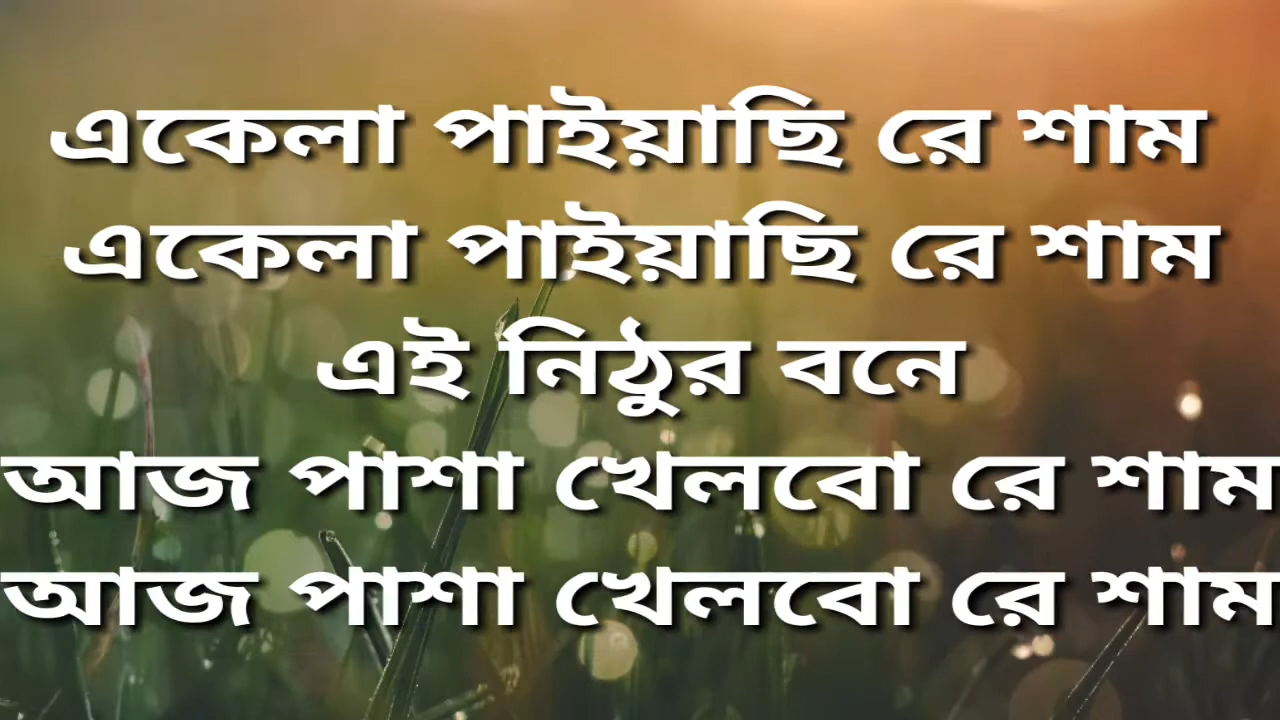 একেলা পাইয়াছি রে শাম
একেলা পাইয়াছি রে শাম
এই নিঠুর বনে
আজ পাশা খেলবো রে শাম
আজ পাশা খেলবো রে শাম